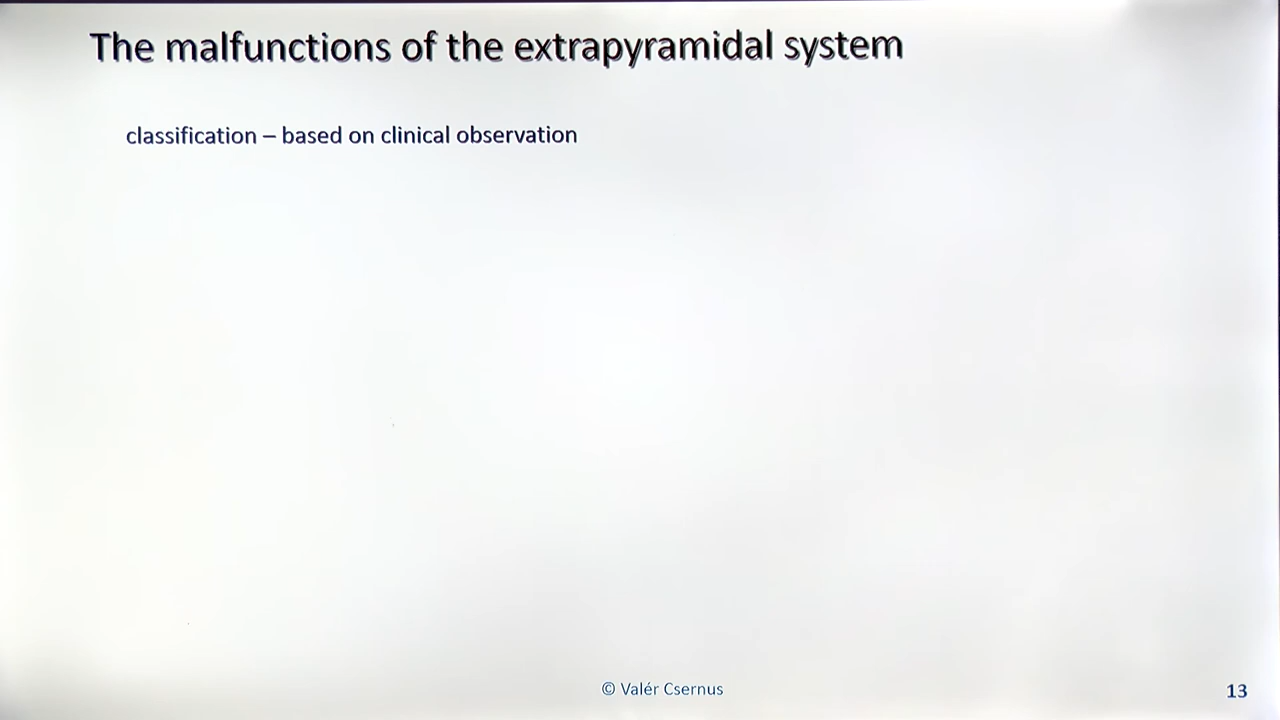 The malfunctions of the extrapyramidal system
classification – based on clinical observation
© Valér Csernus
13